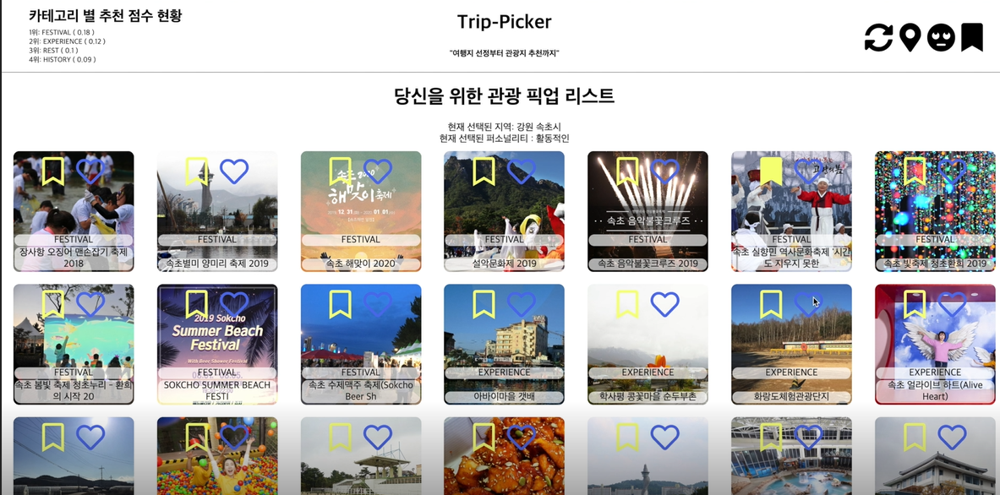 카테고리 별 추천 점수 현황
1위: FESTIVAL ( 0.18 )
2위: EXPERIENCE ( 0.12 )
3위: REST ( 0.1 )
4위: HISTORY ( 0.09 )
Trip-Picker
"여행지 선정부터 관광지 추천까지"
당신을 위한 관광 픽업 리스트
현재 선택된 지역: 강원 속초시
현재 선택된 퍼소널리티 : 활동적인
FESTIVAL
장사항 오징어 맨손잡기 축제
2018
FESTIVAL
속초별미 양미리 축제 2019
속초 2020
해맞이 축제
FESTIVAL
속초 해맞이 2020
FESTIVAL
설악문화제 2019
속초 음악불꽃크루즈
FESTIVAL
속초 음악불꽃크루즈 2019
FESTIVAL
속초 실향민 역사문화축제 '시간
도 지우지 못한
FESTIVAL
속초 빛축제 청초환희 2019
FESTIVAL
속초 봄빛 축제 청초누리 - 환희
의 시작 20
2019 Sokcho
Summer Beach
Festival
With Beer Shower Festival
FESTIVAL
SOKCHO SUMMER BEACH
FESTI
FESTIVAL
속초 수제맥주 축제(Sokcho
Beer Sh
EXPERIENCE
아바이마을 갯배
EXPERIENCE
학사평 콩꽃마을 순두부촌
EXPERIENCE
화랑도체험관광단지
EXPERIENCE
속초 얼라이브 하트(Alive
Heart)